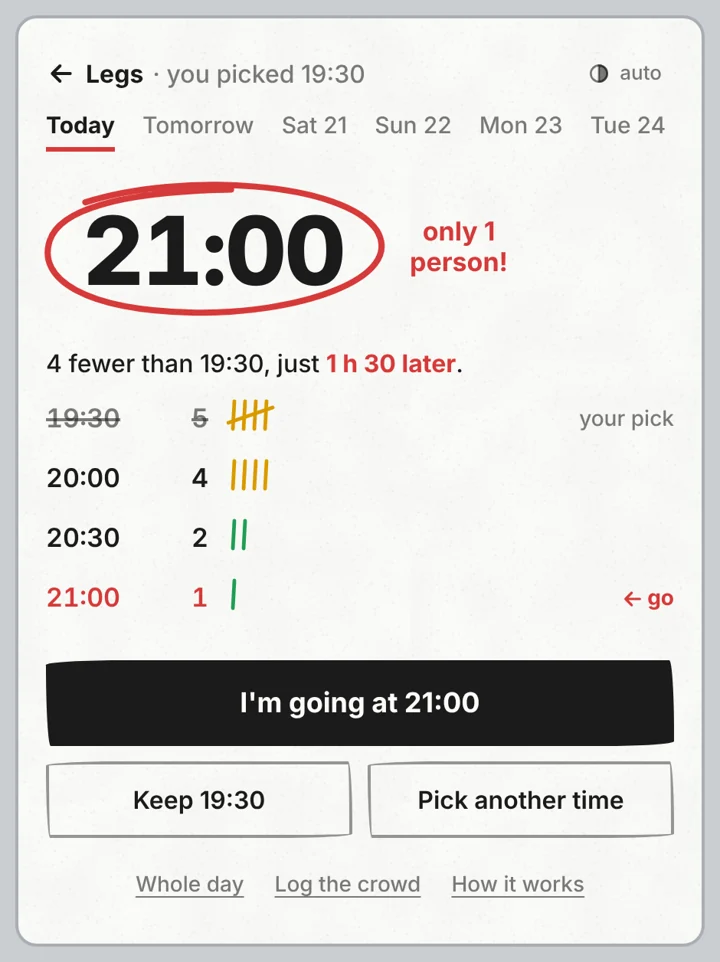 ← Legs · you picked 19:30 auto
Today Tomorrow Sat 21 Sun 22 Mon 23 Tue 24
21:00
only 1
person!
4 fewer than 19:30, just 1 h 30 later.
19:30 5 your pick
20:00 4
20:30 2
21:00 1 ← go
I'm going at 21:00
Keep 19:30 Pick another time
Whole day Log the crowd How it works